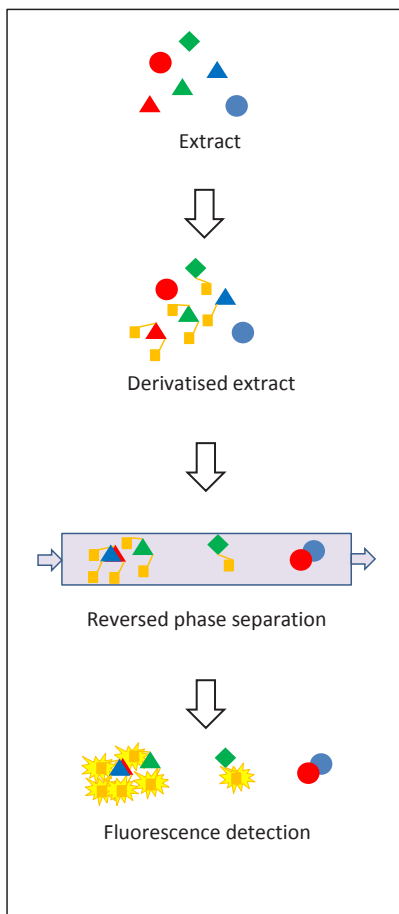 Extract
Derivatised extract
Reversed phase separation
Fluorescence detection